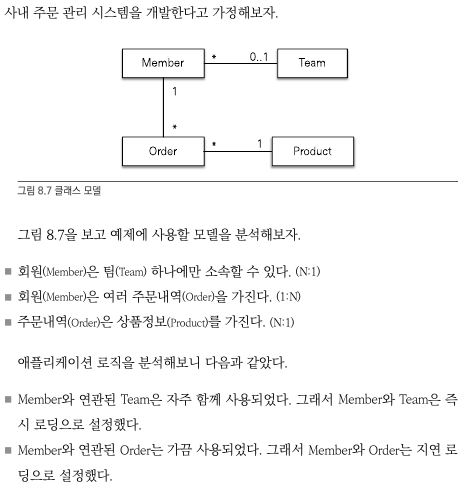 사내 주문 관리 시스템을 개발한다고 가정해보자.
Member * 0..1 Team
1
*
Order * 1 Product
그림 8.7 클래스 모델
그림 8.7을 보고 예제에 사용할 모델을 분석해보자.
■ 회원(Member)은 팀(Team) 하나에만 소속할 수 있다. (N:1)
■ 회원(Member)은 여러 주문내역(Order)을 가진다. (1:N)
■ 주문내역(Order)은 상품정보(Product)를 가진다. (N:1)
애플리케이션 로직을 분석해보니 다음과 같았다.
■ Member와 연관된 Team은 자주 함께 사용되었다. 그래서 Member와 Team은 즉
시 로딩으로 설정했다.
■ Member와 연관된 Order는 가끔 사용되었다. 그래서 Member와 Order는 지연 로
딩으로 설정했다.